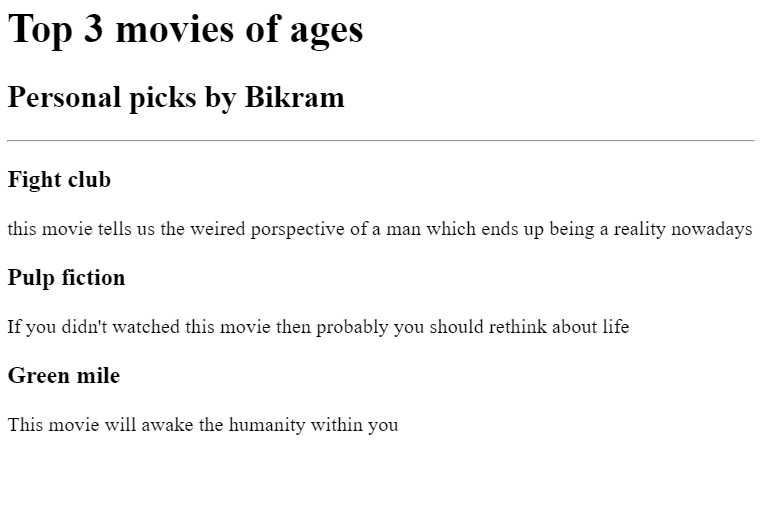 Top 3 movies of ages
Personal picks by Bikram
Fight club
this movie tells us the weired porspective of a man which ends up being a reality nowadays
Pulp fiction
If you didn't watched this movie then probably you should rethink about life
Green mile
This movie will awake the humanity within you